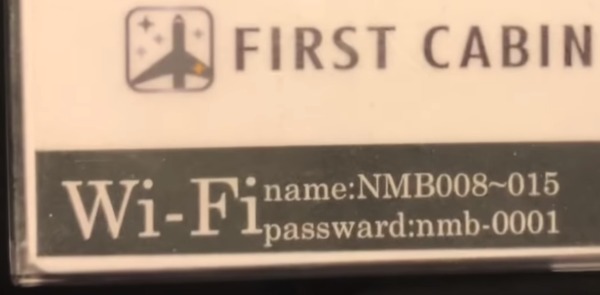 FIRST CABIN
Wi-Fi
name:NMB008~015
passward:nmb-0001